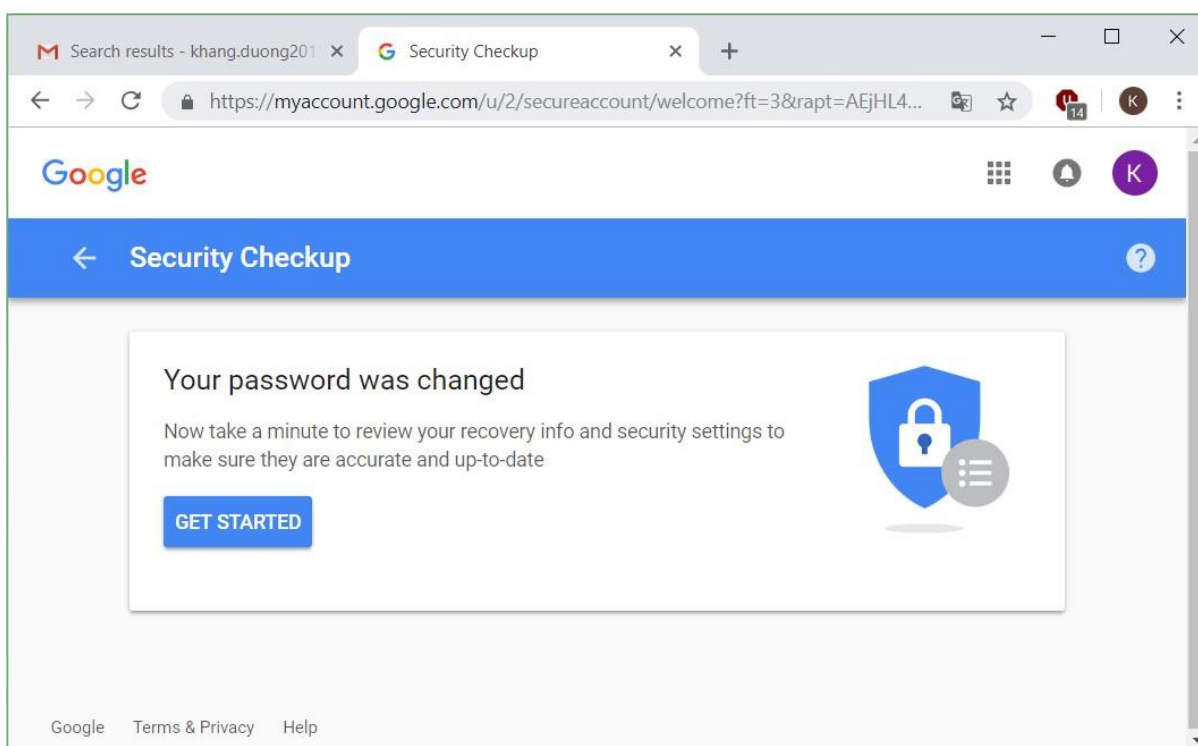 Search results - khang.duong201
Security Checkup
https://myaccount.google.com/u/2/secureaccount/welcome?ft=3&rapt=AEjHL4...
14
K
Google
K
Security Checkup
?
Your password was changed
Now take a minute to review your recovery info and security settings to
make sure they are accurate and up-to-date
GET STARTED
Google Terms & Privacy Help